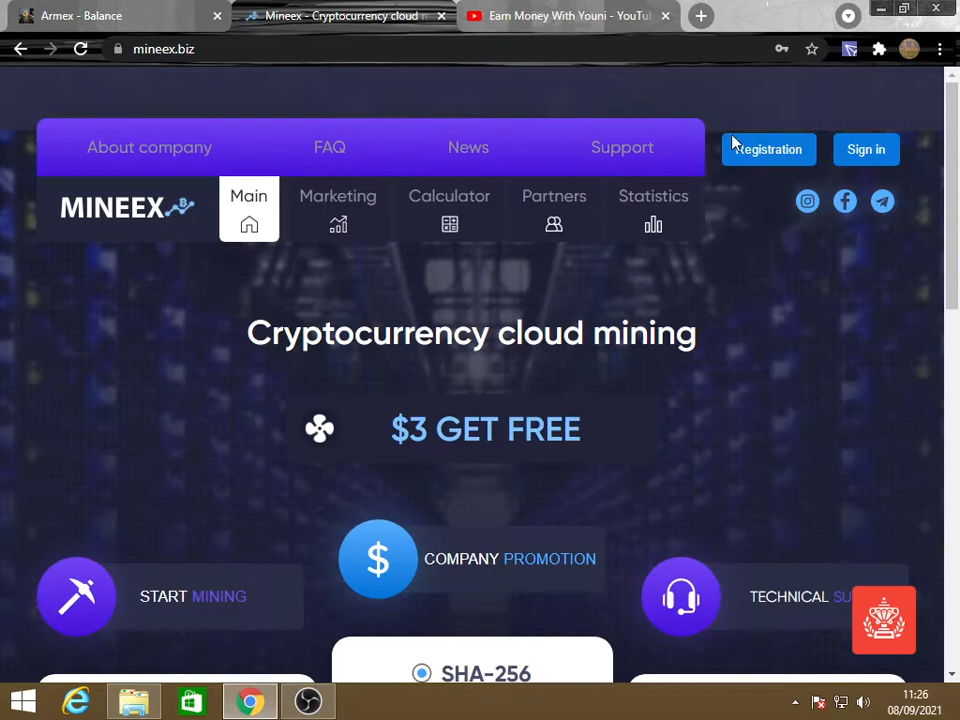 Armex - Balance
Mineex - Cryptocurrency cloud
Earn Money With Youni - YouTu
mineex.biz
About company
FAQ
News
Support
Registration
Sign in
MINEEX
Main
Marketing
Calculator
Partners
Statistics
Cryptocurrency cloud mining
$3 GET FREE
COMPANY PROMOTION
START MINING
TECHNICAL SU
SHA-256
11:26
08/09/2021